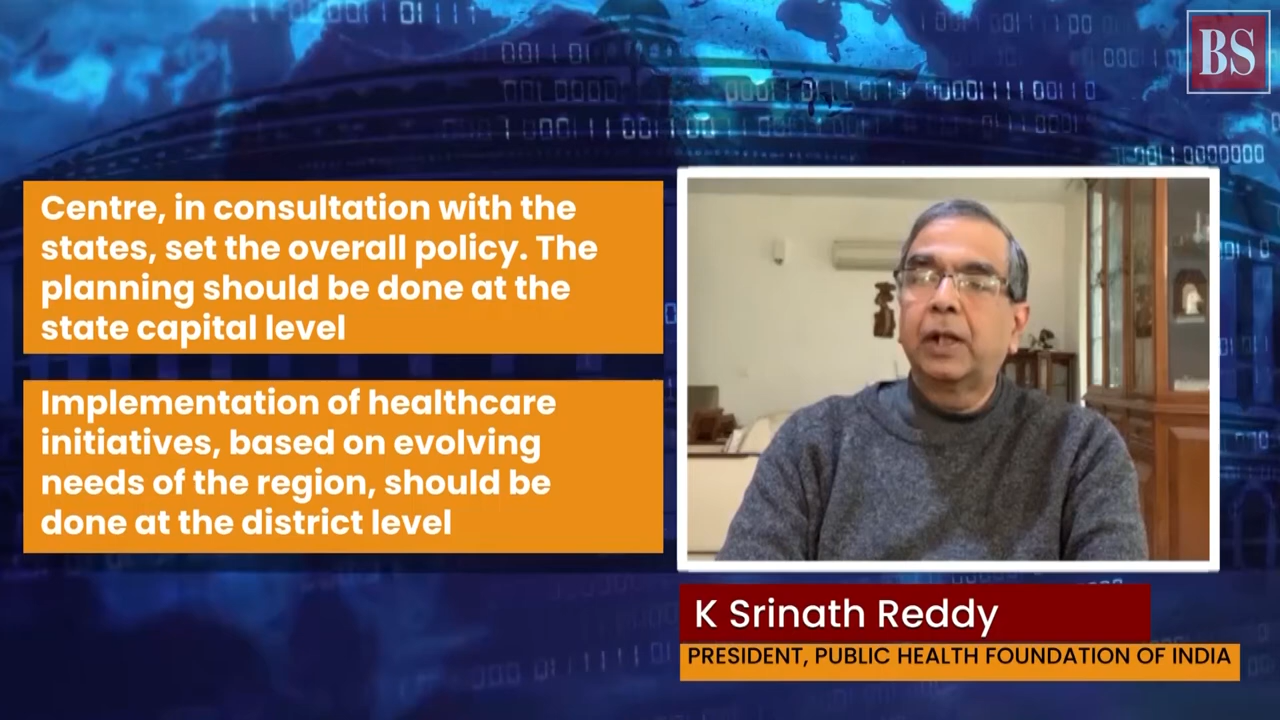 BS
Centre, in consultation with the
states, set the overall policy. The
planning should be done at the
state capital level
Implementation of healthcare
initiatives, based on evolving
needs of the region, should be
done at the district level
K Srinath Reddy
PRESIDENT, PUBLIC HEALTH FOUNDATION OF INDIA